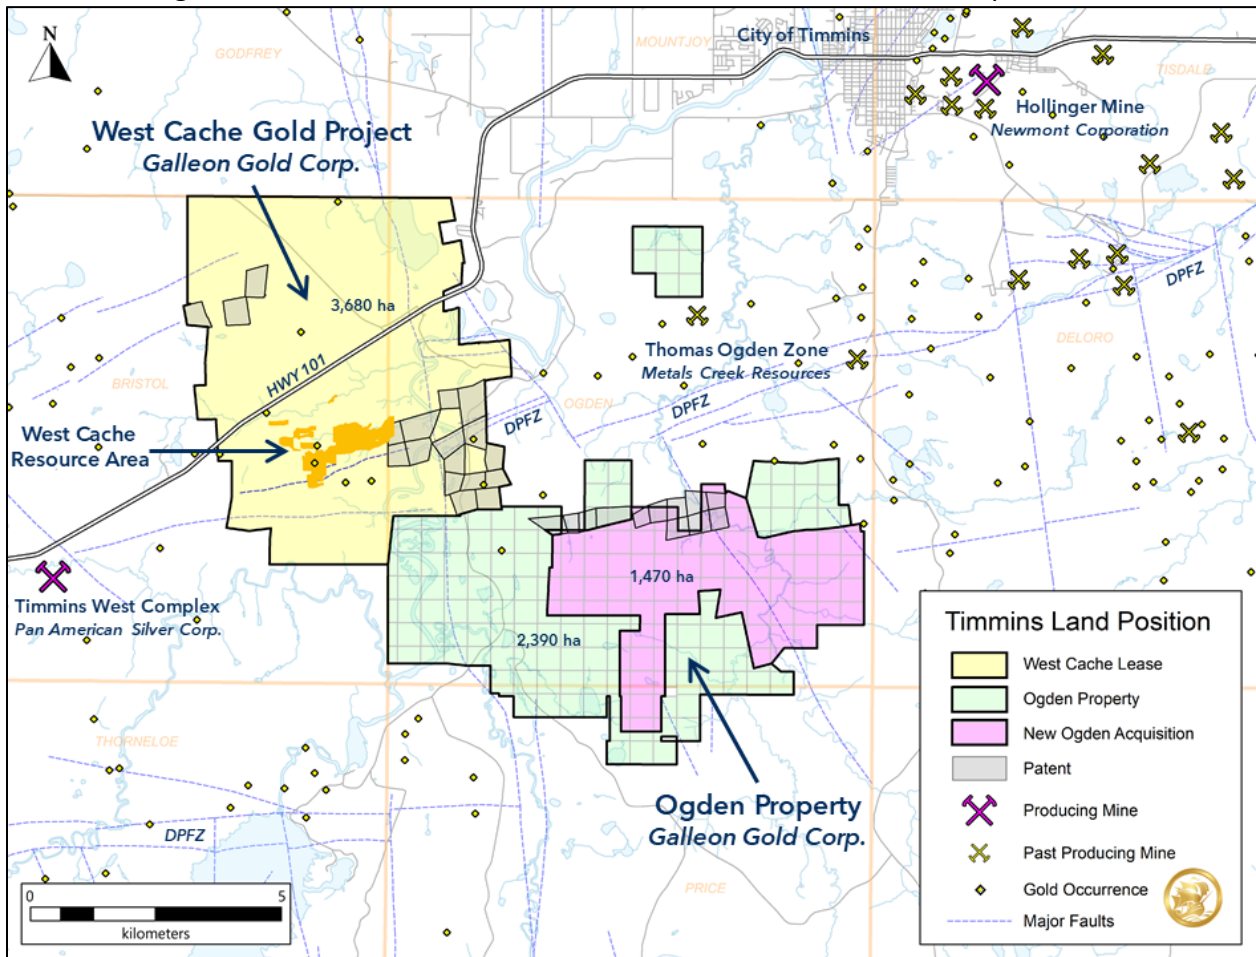 N
GODFREY
MOUNTJOY
City of Timmins
TISDALE
Hollinger Mine
Newmont Corporation
West Cache Gold Project
Galleon Gold Corp.
3,680 ha
HWY 101
DPFZ
DELORO
Thomas Ogden Zone
Metals Creek Resources
BRISTOL
OGDEN
DPFZ
DPFZ
West Cache
Resource Area
1,470 ha
2,390 ha
Timmins West Complex
Pan American Silver Corp.
THORNELOE
DPFZ
Ogden Property
Galleon Gold Corp.
PRICE
0 5
kilometers
Timmins Land Position
West Cache Lease
Ogden Property
New Ogden Acquisition
Patent
Producing Mine
Past Producing Mine
Gold Occurrence
Major Faults